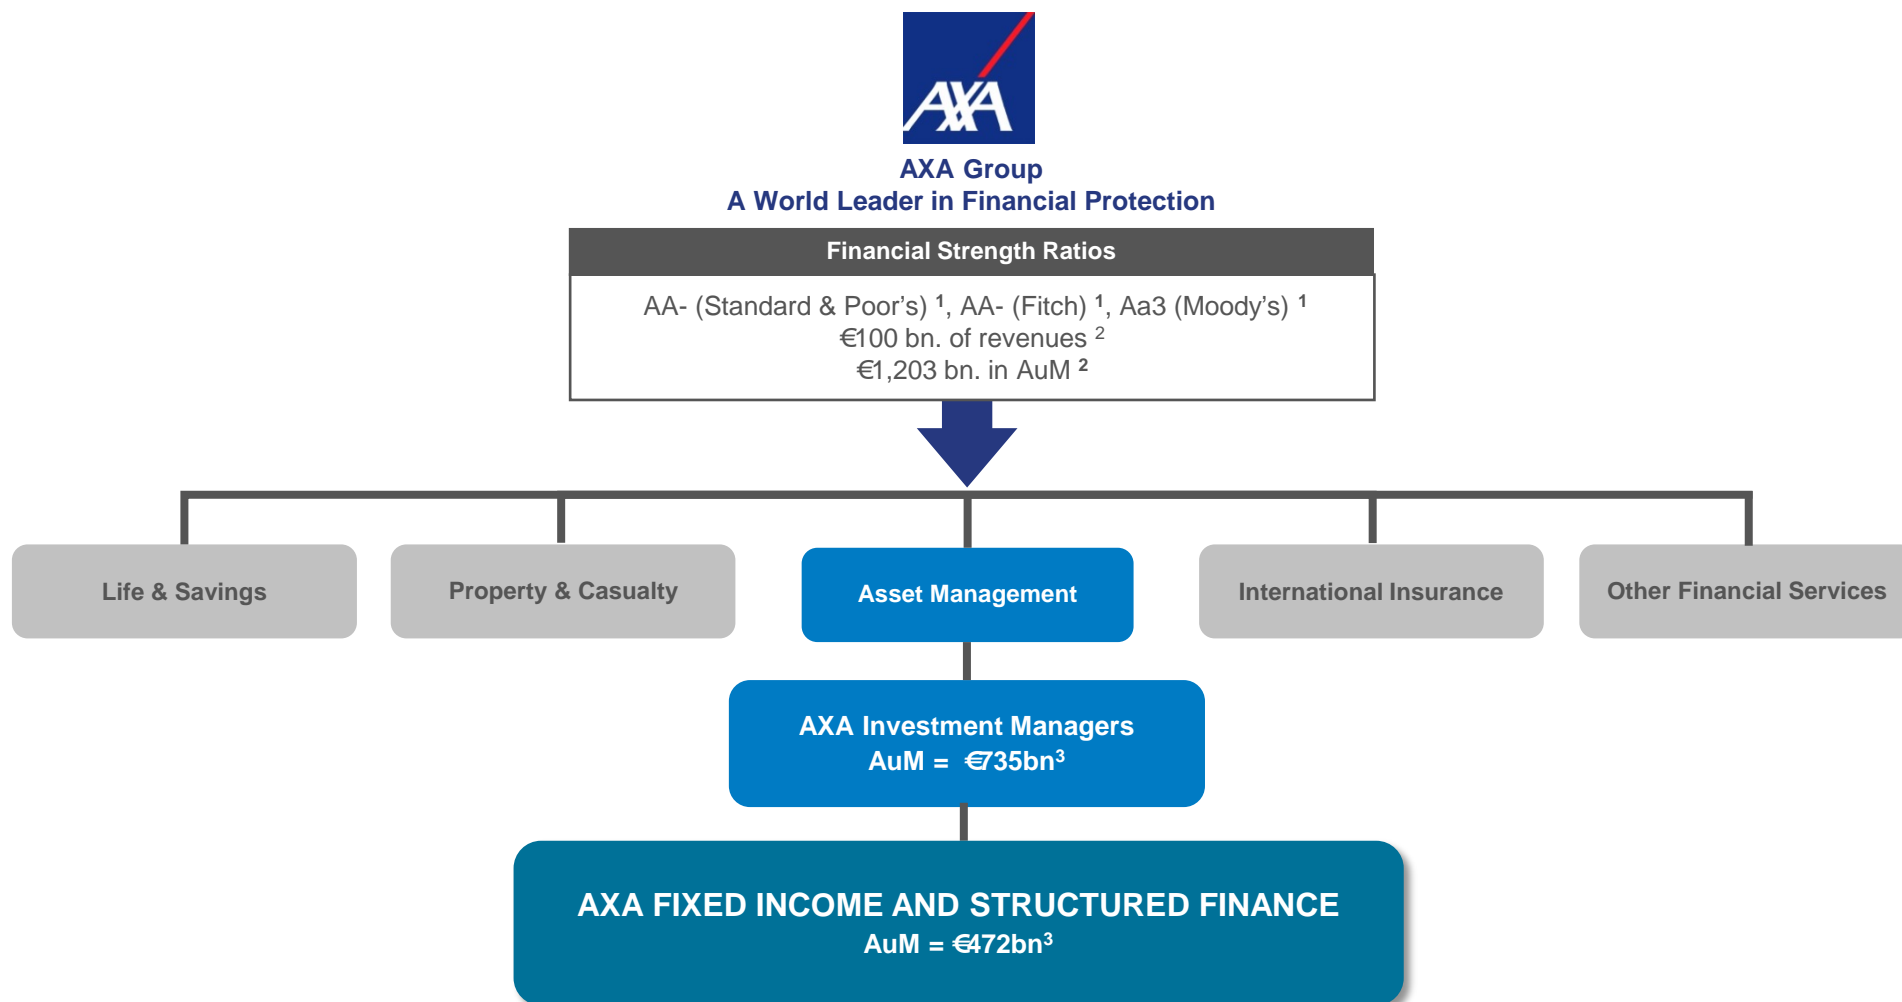 AXA
AXA Group
A World Leader in Financial Protection
Financial Strength Ratios
AA- (Standard & Poor's) ¹, AA- (Fitch) ¹, Aa3 (Moody's) ¹
€100 bn. of revenues ²
€1,203 bn. in AuM ²
Life & Savings
Property & Casualty
Asset Management
International Insurance
Other Financial Services
AXA Investment Managers
AuM = €735bn³
AXA FIXED INCOME AND STRUCTURED FINANCE
AuM = €472bn³